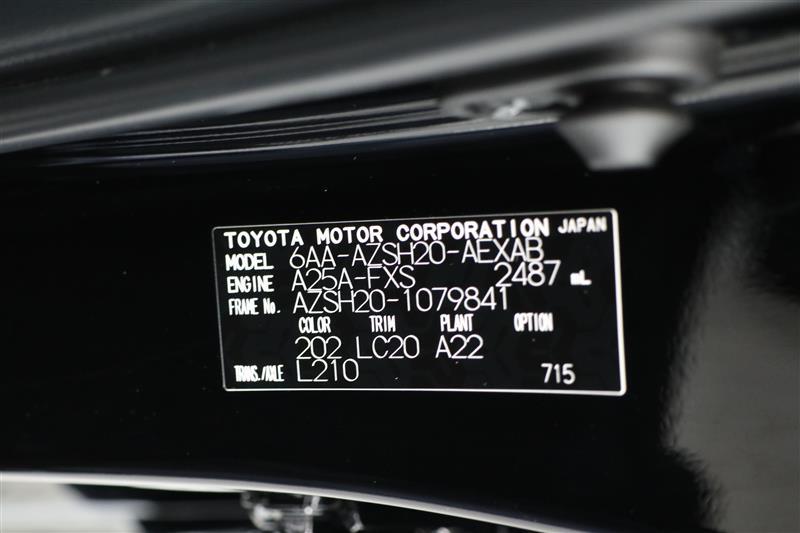 TOYOTA MOTOR CORPORATION JAPAN
MODEL 6AA-AZSH20-AEXAB
ENGINE A25A-FXS 2487 mL
FRAME No. AZSH20-1079841
COLOR TRIM PLANT OPTION
202 LC20 A22
TRANS./AXLE L210 715